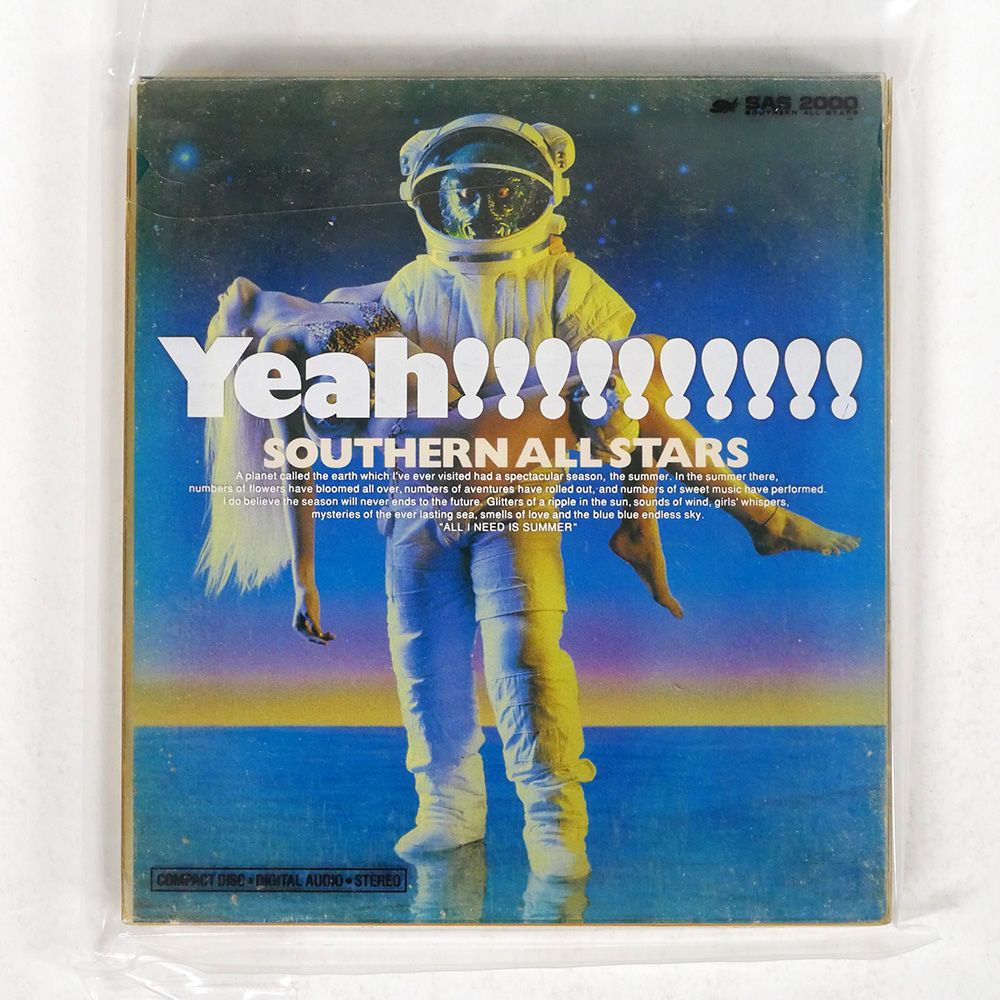 SAS 2000
SOUTHERN ALL STARS
Yeah!!!!!!!!!!
SOUTHERN ALL STARS
A planet called the earth which I've ever visited had a spectacular season, the summer. In the summer there,
numbers of flowers have bloomed all over, numbers of aventures have rolled out, and numbers of sweet music have performed.
I do believe the season will never ends to the future. Glitters of a ripple in the sun, sounds of wind, girls' whispers,
mysteries of the ever lasting sea, smells of love and the blue blue endless sky.
"ALL I NEED IS SUMMER"
COMPACT DISC • DIGITAL AUDIO • STEREO